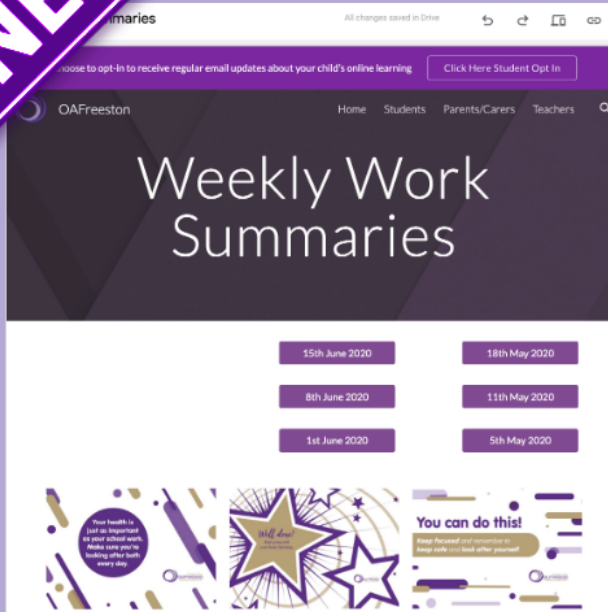 NE
maries
All changes saved in Drive
hoose to opt-in to receive regular email updates about your child's online learning
Click Here Student Opt In
OAFreeston
Home Students Parents/Carers Teachers
Weekly Work
Summaries
15th June 2020 18th May 2020
8th June 2020 11th May 2020
1st June 2020 5th May 2020
Your health is
just as important
as your school work.
Make sure you're
looking after both
every day.
Well done!
You can do this!
Keep focused and remember to
keep safe and look after yourself.